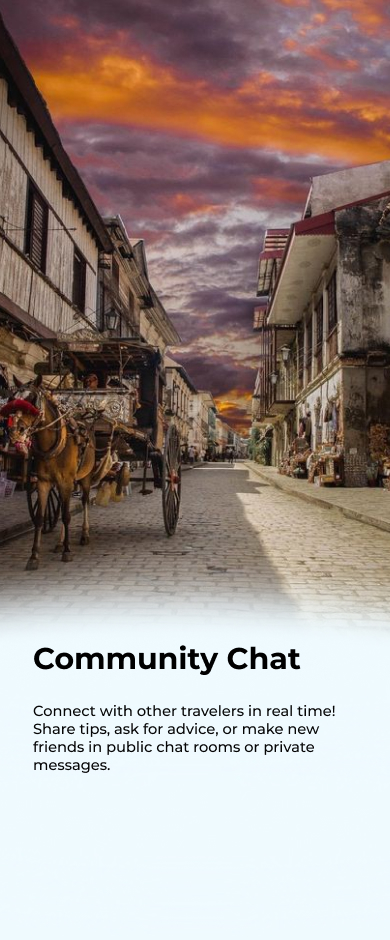 Community Chat
Connect with other travelers in real time!
Share tips, ask for advice, or make new
friends in public chat rooms or private
messages.